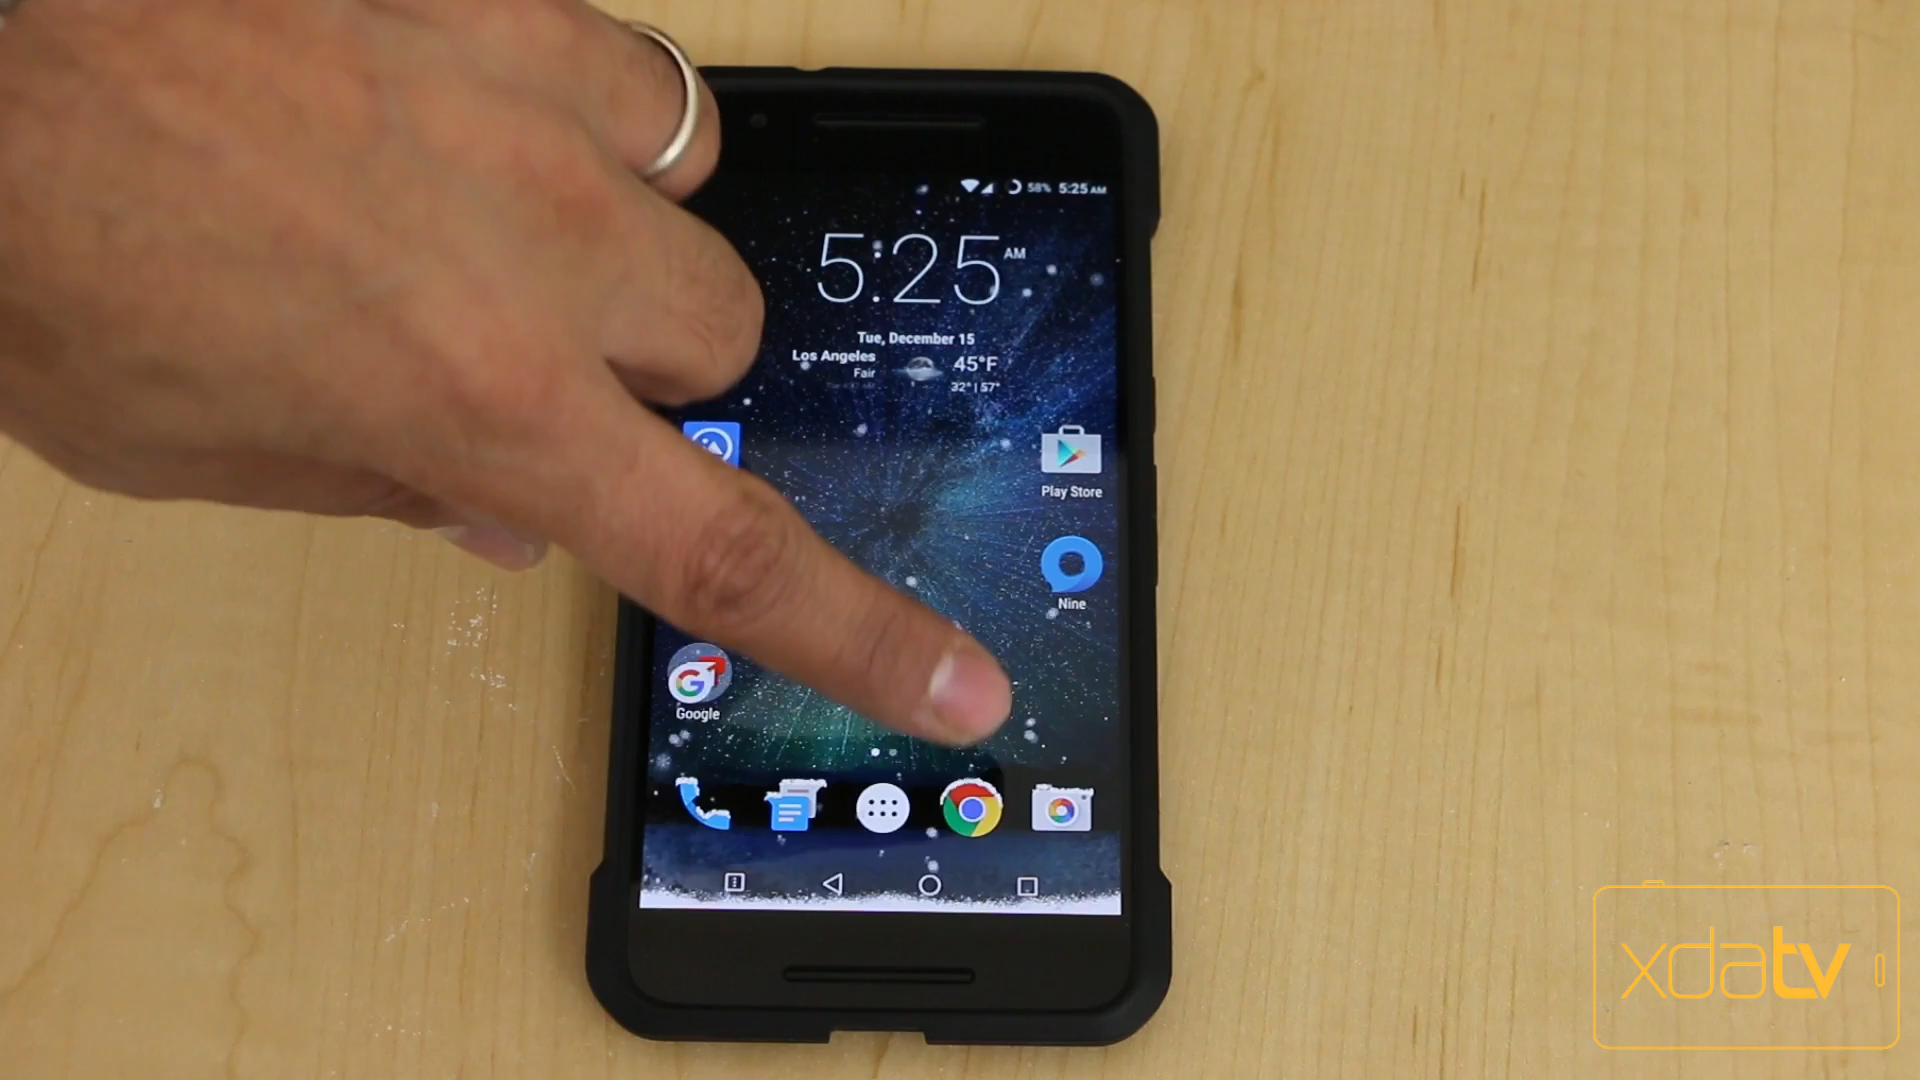 58% 5:25 AM
5:25 AM
Tue, December 15
Los Angeles
45°F
Fair
32° | 57°
Play Store
Nine
G
Google
xdatv